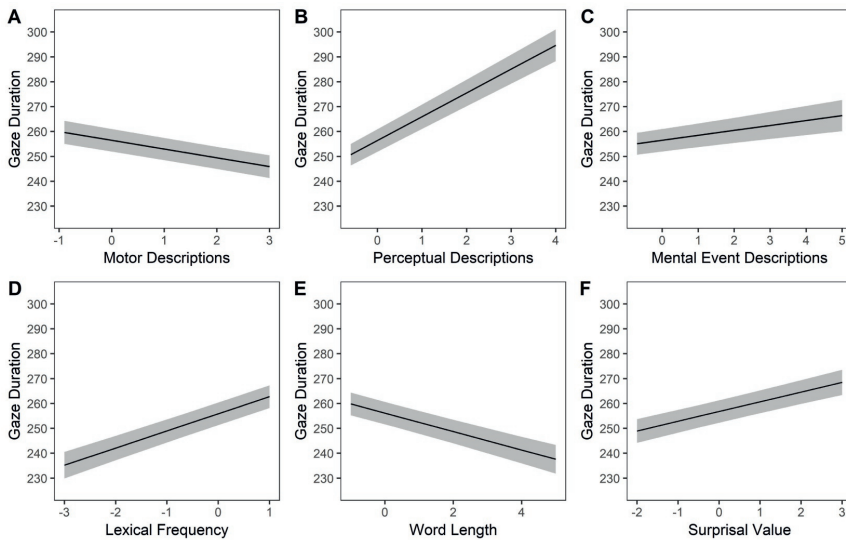 A
Gaze Duration
300
290
280
270
260
250
240
230
-1 0 1 2 3
Motor Descriptions
B
Gaze Duration
300
290
280
270
260
250
240
230
0 1 2 3 4
Perceptual Descriptions
C
Gaze Duration
300
290
280
270
260
250
240
230
0 1 2 3 4 5
Mental Event Descriptions
D
Gaze Duration
300
290
280
270
260
250
240
230
-3 -2 -1 0 1
Lexical Frequency
E
Gaze Duration
300
290
280
270
260
250
240
230
0 2 4
Word Length
F
Gaze Duration
300
290
280
270
260
250
240
230
-2 -1 0 1 2 3
Surprisal Value